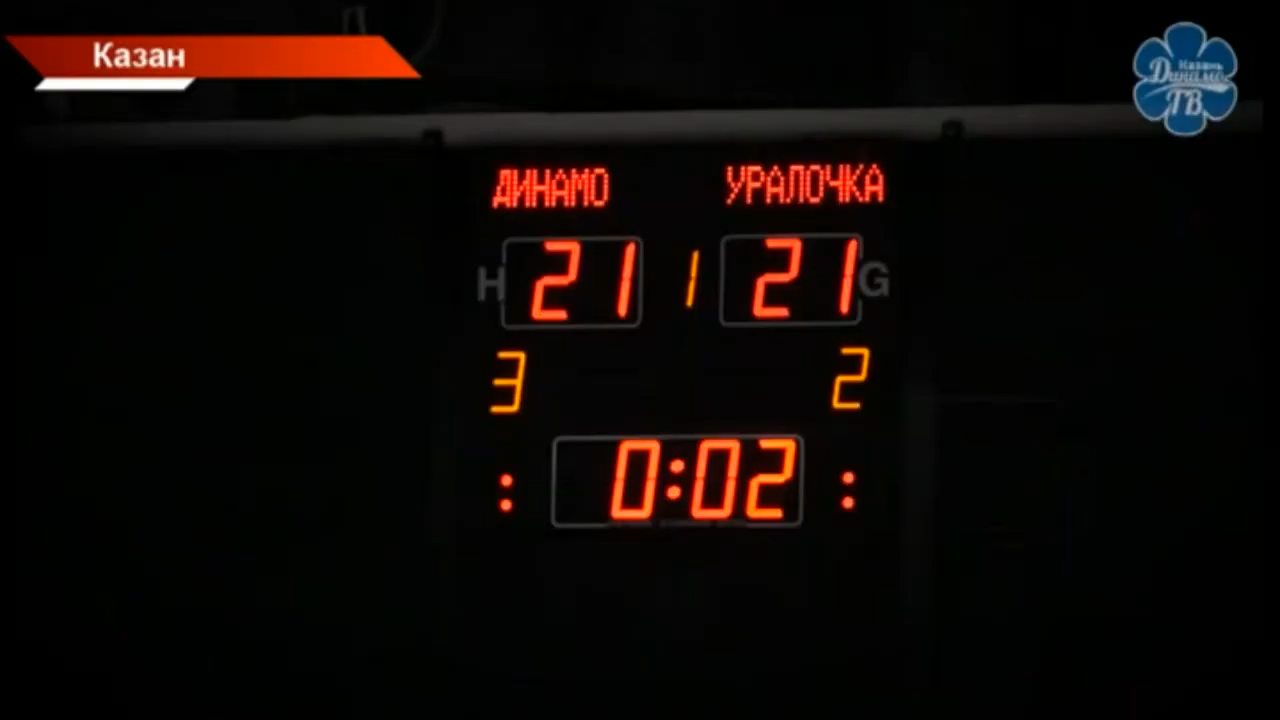 Казан
Казань
Динамо
ТВ
ДИНАМО УРАЛОЧКА
H 21 1 21 G
3 2
: 0:02 :